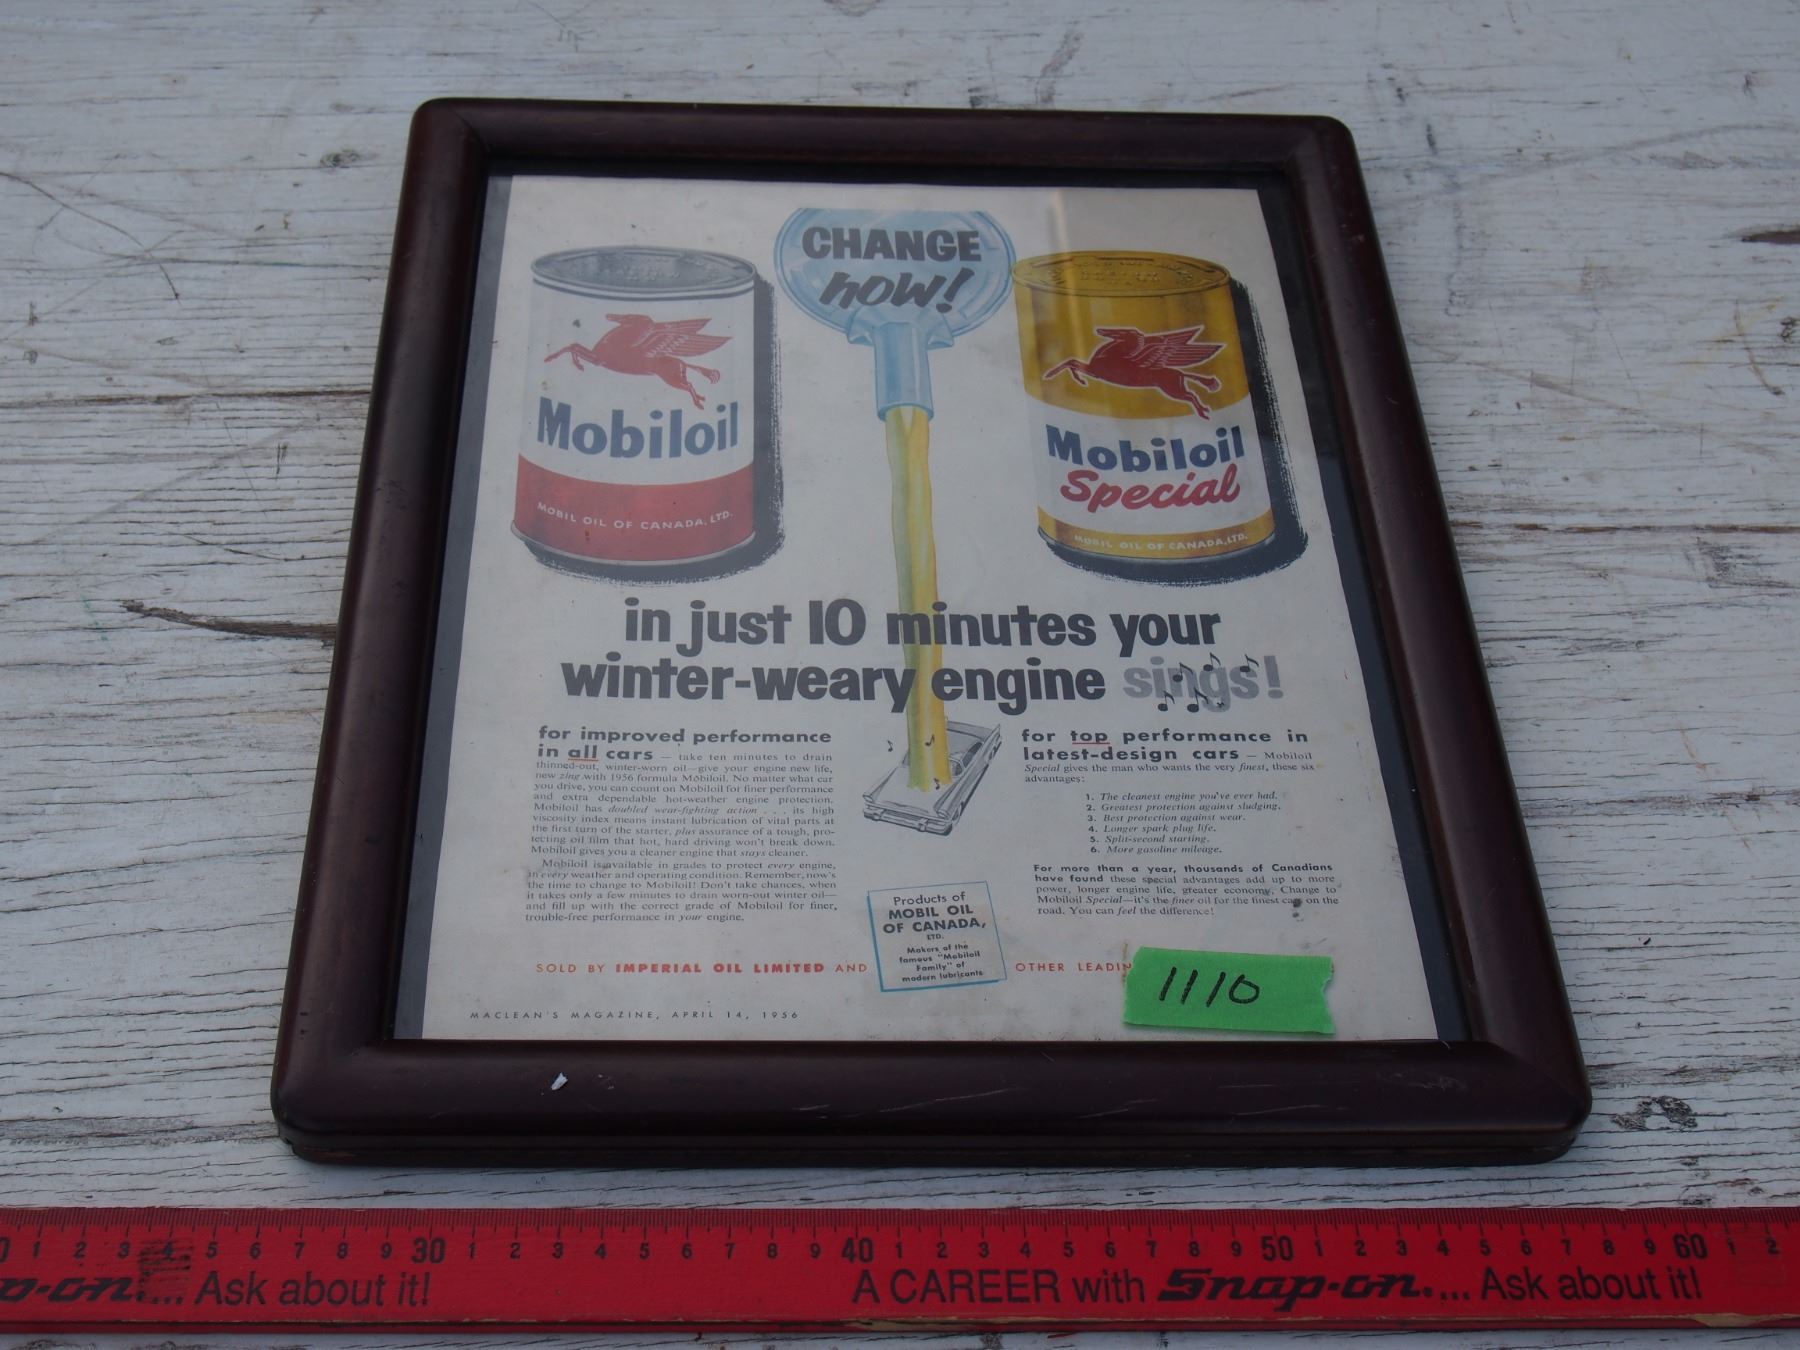 CHANGE
now!
Mobiloil
MOBIL OIL OF CANADA, LTD.
Mobiloil
Special
MOBIL OIL OF CANADA, LTD.
in just 10 minutes your
winter-weary engine sings!
for improved performance
in all cars — take ten minutes to drain
thinned-out, winter-worn oil—give your engine new life,
new zing with 1956 formula Mobiloil. No matter what car
you drive, you can count on Mobiloil for finer performance
and extra dependable hot-weather engine protection.
Mobiloil has doubled wear-fighting action . . . its high
viscosity index means instant lubrication of vital parts at
the first turn of the starter, plus assurance of a tough, pro-
tecting oil film that hot, hard driving won't break down.
Mobiloil gives you a cleaner engine that stays cleaner.
Mobiloil is available in grades to protect every engine,
in every weather and operating condition. Remember, now's
the time to change to Mobiloil! Don't take chances, when
it takes only a few minutes to drain worn-out winter oil—
and fill up with the correct grade of Mobiloil for finer,
trouble-free performance in your engine.
for top performance in
latest-design cars — Mobiloil
Special gives the man who wants the very finest, these six
advantages:
1. The cleanest engine you've ever had.
2. Greatest protection against sludging.
3. Best protection against wear.
4. Longer spark plug life.
5. Split-second starting.
6. More gasoline mileage.
For more than a year, thousands of Canadians
have found these special advantages add up to more
power, longer engine life, greater economy. Change to
Mobiloil Special—it's the finer oil for the finest cars on the
road. You can feel the difference!
Products of
MOBIL OIL
OF CANADA,
LTD.
Makers of the
famous "Mobiloil
Family" of
modern lubricants
SOLD BY IMPERIAL OIL LIMITED AND OTHER LEADIN
1110
MACLEAN'S MAGAZINE, APRIL 14, 1956
0 1 2 3 4 5 6 7 8 9 30 1 2 3 4 5 6 7 8 9 40 1 2 3 4 5 6 7 8 9 50 1 2 3 4 5 6 7 8 9 60 1 2
p-on.... Ask about it! A CAREER with Snap-on.... Ask about it!